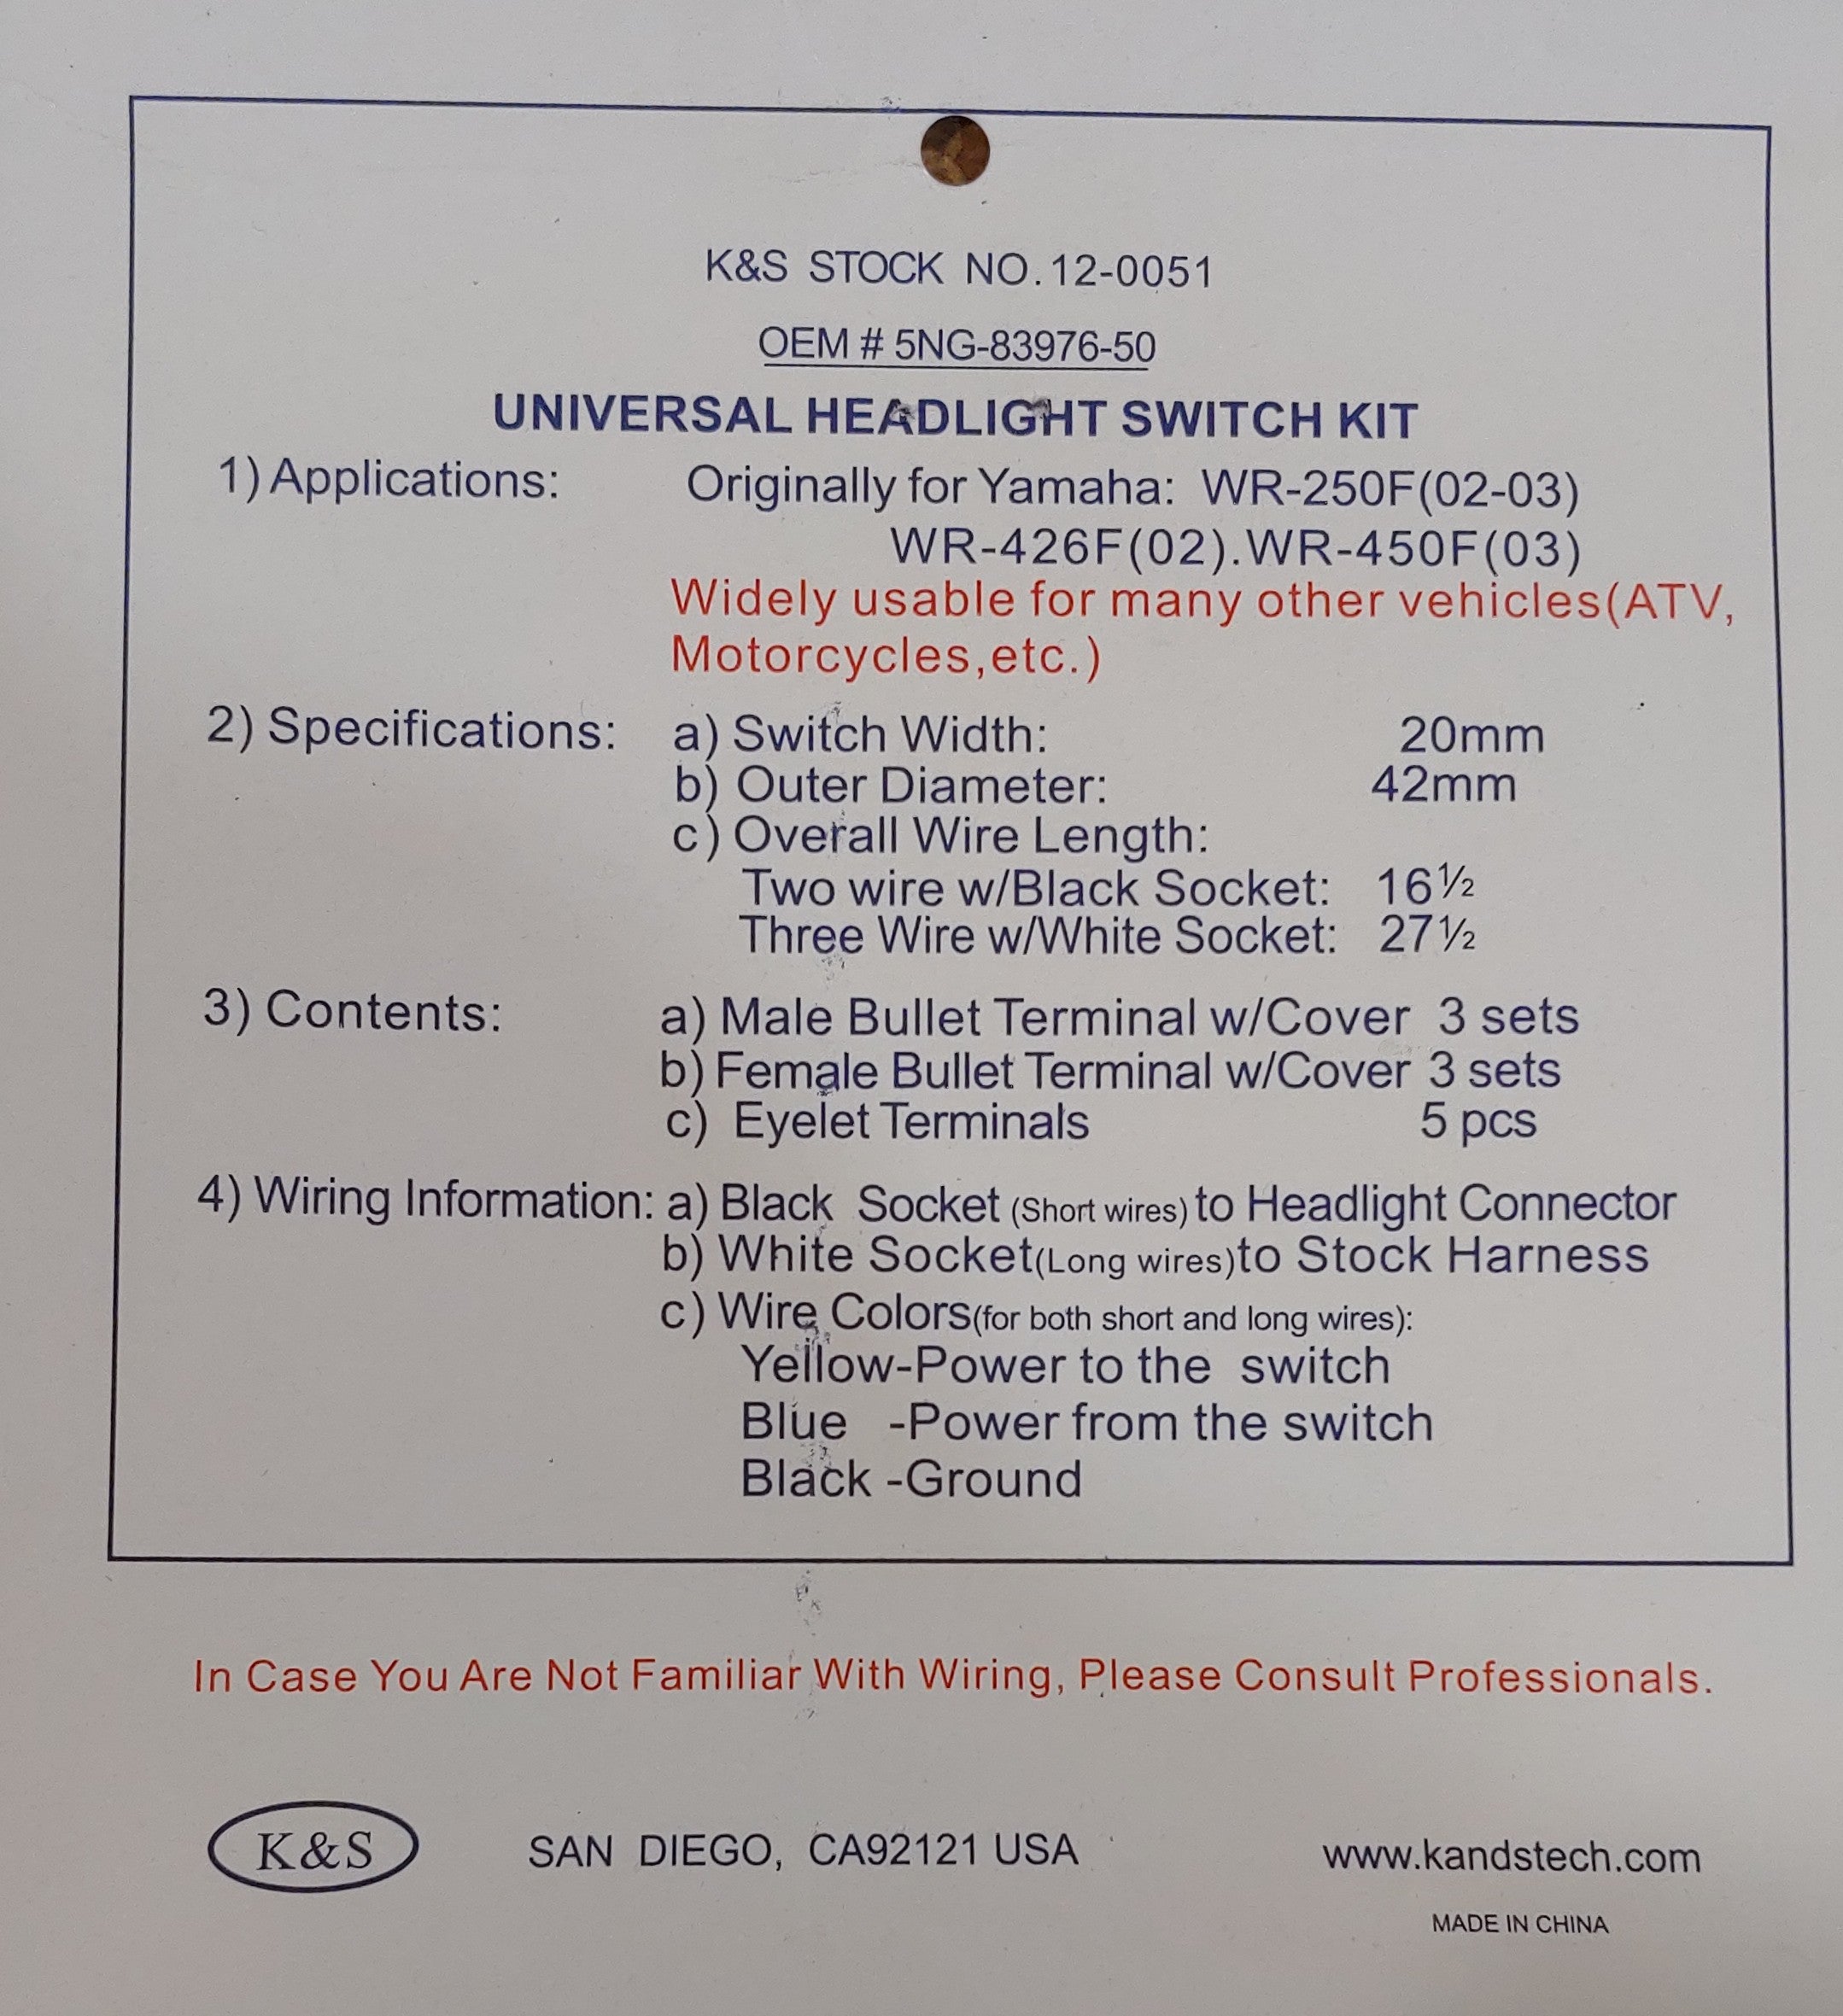 K&S STOCK NO. 12-0051
OEM # 5NG-83976-50
UNIVERSAL HEADLIGHT SWITCH KIT
1) Applications: Originally for Yamaha: WR-250F(02-03)
WR-426F(02).WR-450F(03)
Widely usable for many other vehicles(ATV,
Motorcycles,etc.)
2) Specifications: a) Switch Width: 20mm
b) Outer Diameter: 42mm
c) Overall Wire Length:
Two wire w/Black Socket: 16½
Three Wire w/White Socket: 27½
3) Contents: a) Male Bullet Terminal w/Cover 3 sets
b) Female Bullet Terminal w/Cover 3 sets
c) Eyelet Terminals 5 pcs
4) Wiring Information: a) Black Socket (Short wires) to Headlight Connector
b) White Socket(Long wires)to Stock Harness
c) Wire Colors(for both short and long wires):
Yellow-Power to the switch
Blue -Power from the switch
Black -Ground
In Case You Are Not Familiar With Wiring, Please Consult Professionals.
K&S SAN DIEGO, CA92121 USA www.kandstech.com
MADE IN CHINA